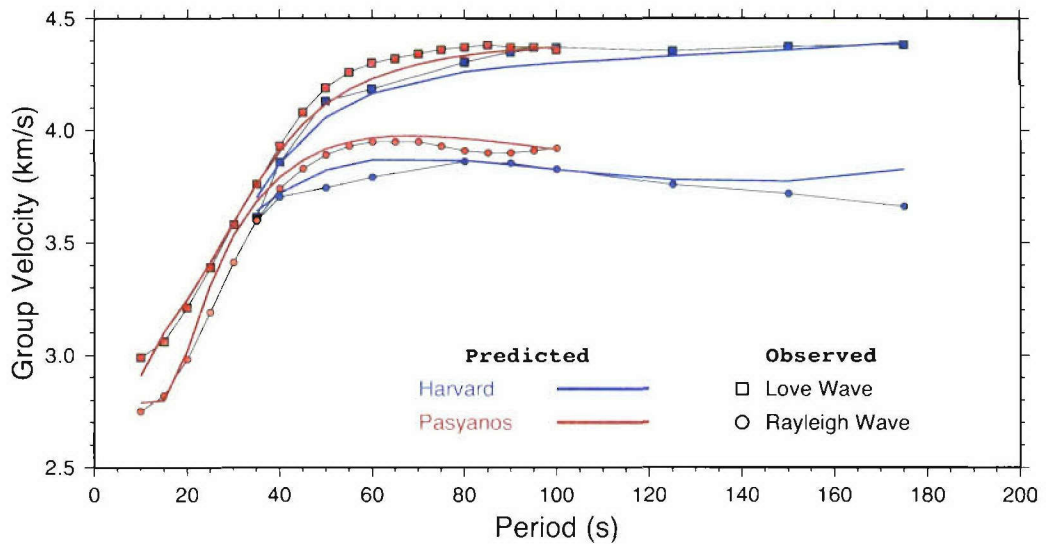 4.5
4.0
3.5
3.0
2.5
Group Velocity (km/s)
Predicted Observed
Harvard Love Wave
Pasyanos Rayleigh Wave
0 20 40 60 80 100 120 140 160 180 200
Period (s)